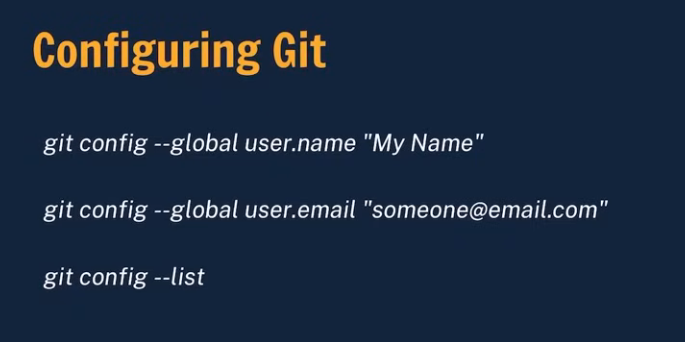 Configuring Git
git config --global user.name "My Name"
git config --global user.email "someone@email.com"
git config --list